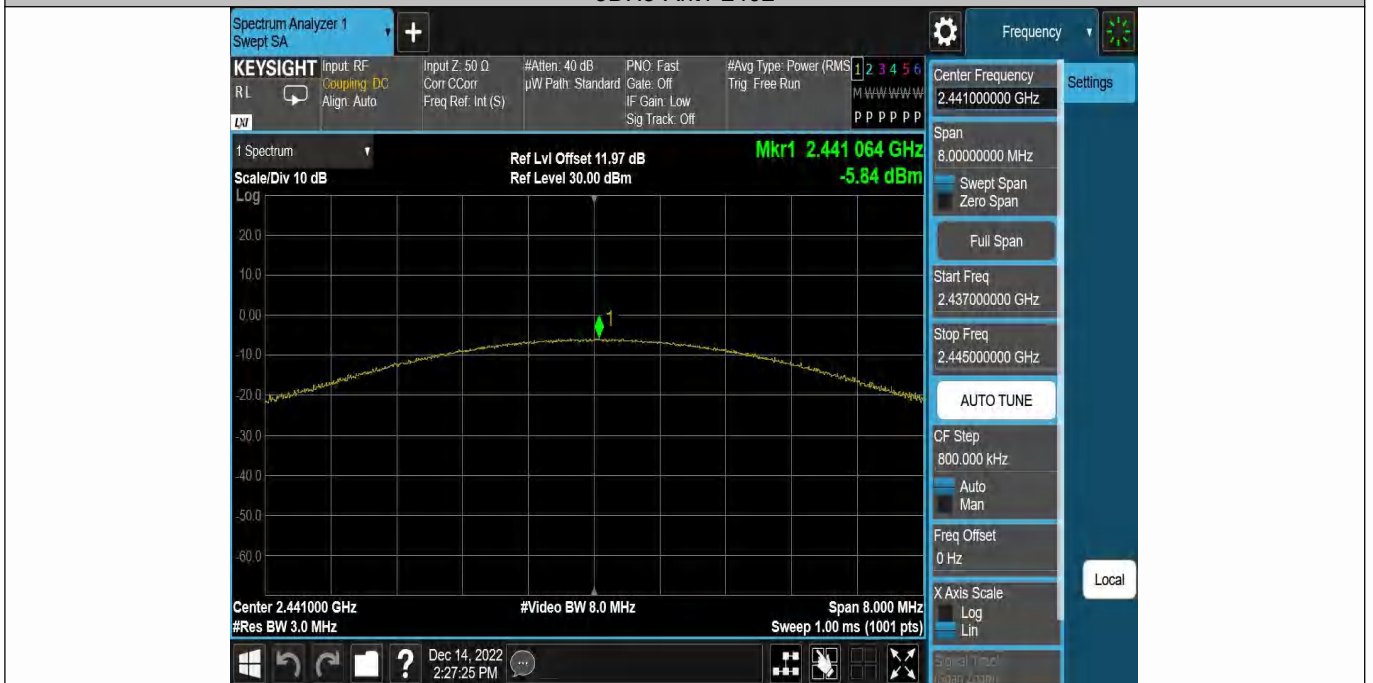 Spectrum Analyzer 1
Swept SA
+
Frequency
KEYSIGHT
RL
LXI
Input: RF
Coupling: DC
Align: Auto
Input Z: 50 Ω
Corr CCorr
Freq Ref: Int (S)
#Atten: 40 dB
µW Path: Standard
PNO: Fast
Gate: Off
IF Gain: Low
Sig Track: Off
#Avg Type: Power (RMS
Trig: Free Run
1 2 3 4 5 6
M W W W W W
P P P P P P
Center Frequency
2.441000000 GHz
Settings
Span
8.00000000 MHz
Swept Span
Zero Span
Full Span
Start Freq
2.437000000 GHz
Stop Freq
2.445000000 GHz
AUTO TUNE
CF Step
800.000 kHz
Auto
Man
Freq Offset
0 Hz
X Axis Scale
Log
Lin
Signal Track
(Span Zoom)
Local
1 Spectrum
Scale/Div 10 dB
Log
Ref Lvl Offset 11.97 dB
Ref Level 30.00 dBm
Mkr1 2.441 064 GHz
-5.84 dBm
20.0
10.0
0.00
-10.0
-20.0
-30.0
-40.0
-50.0
-60.0
1
Center 2.441000 GHz
#Res BW 3.0 MHz
#Video BW 8.0 MHz
Span 8.000 MHz
Sweep 1.00 ms (1001 pts)
?
Dec 14, 2022
2:27:25 PM